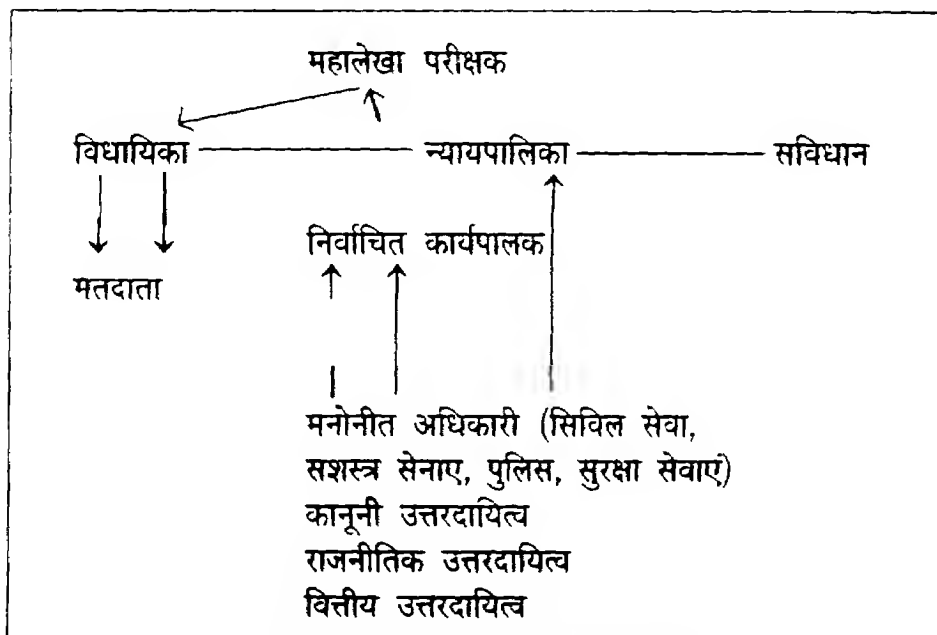 महालेखा परीक्षक
विधायिका न्यायपालिका सविधान
निर्वाचित कार्यपालक
मतदाता
मनोनीत अधिकारी (सिविल सेवा,
सशस्त्र सेनाए, पुलिस, सुरक्षा सेवाएं)
कानूनी उत्तरदायित्व
राजनीतिक उत्तरदायित्व
वित्तीय उत्तरदायित्व